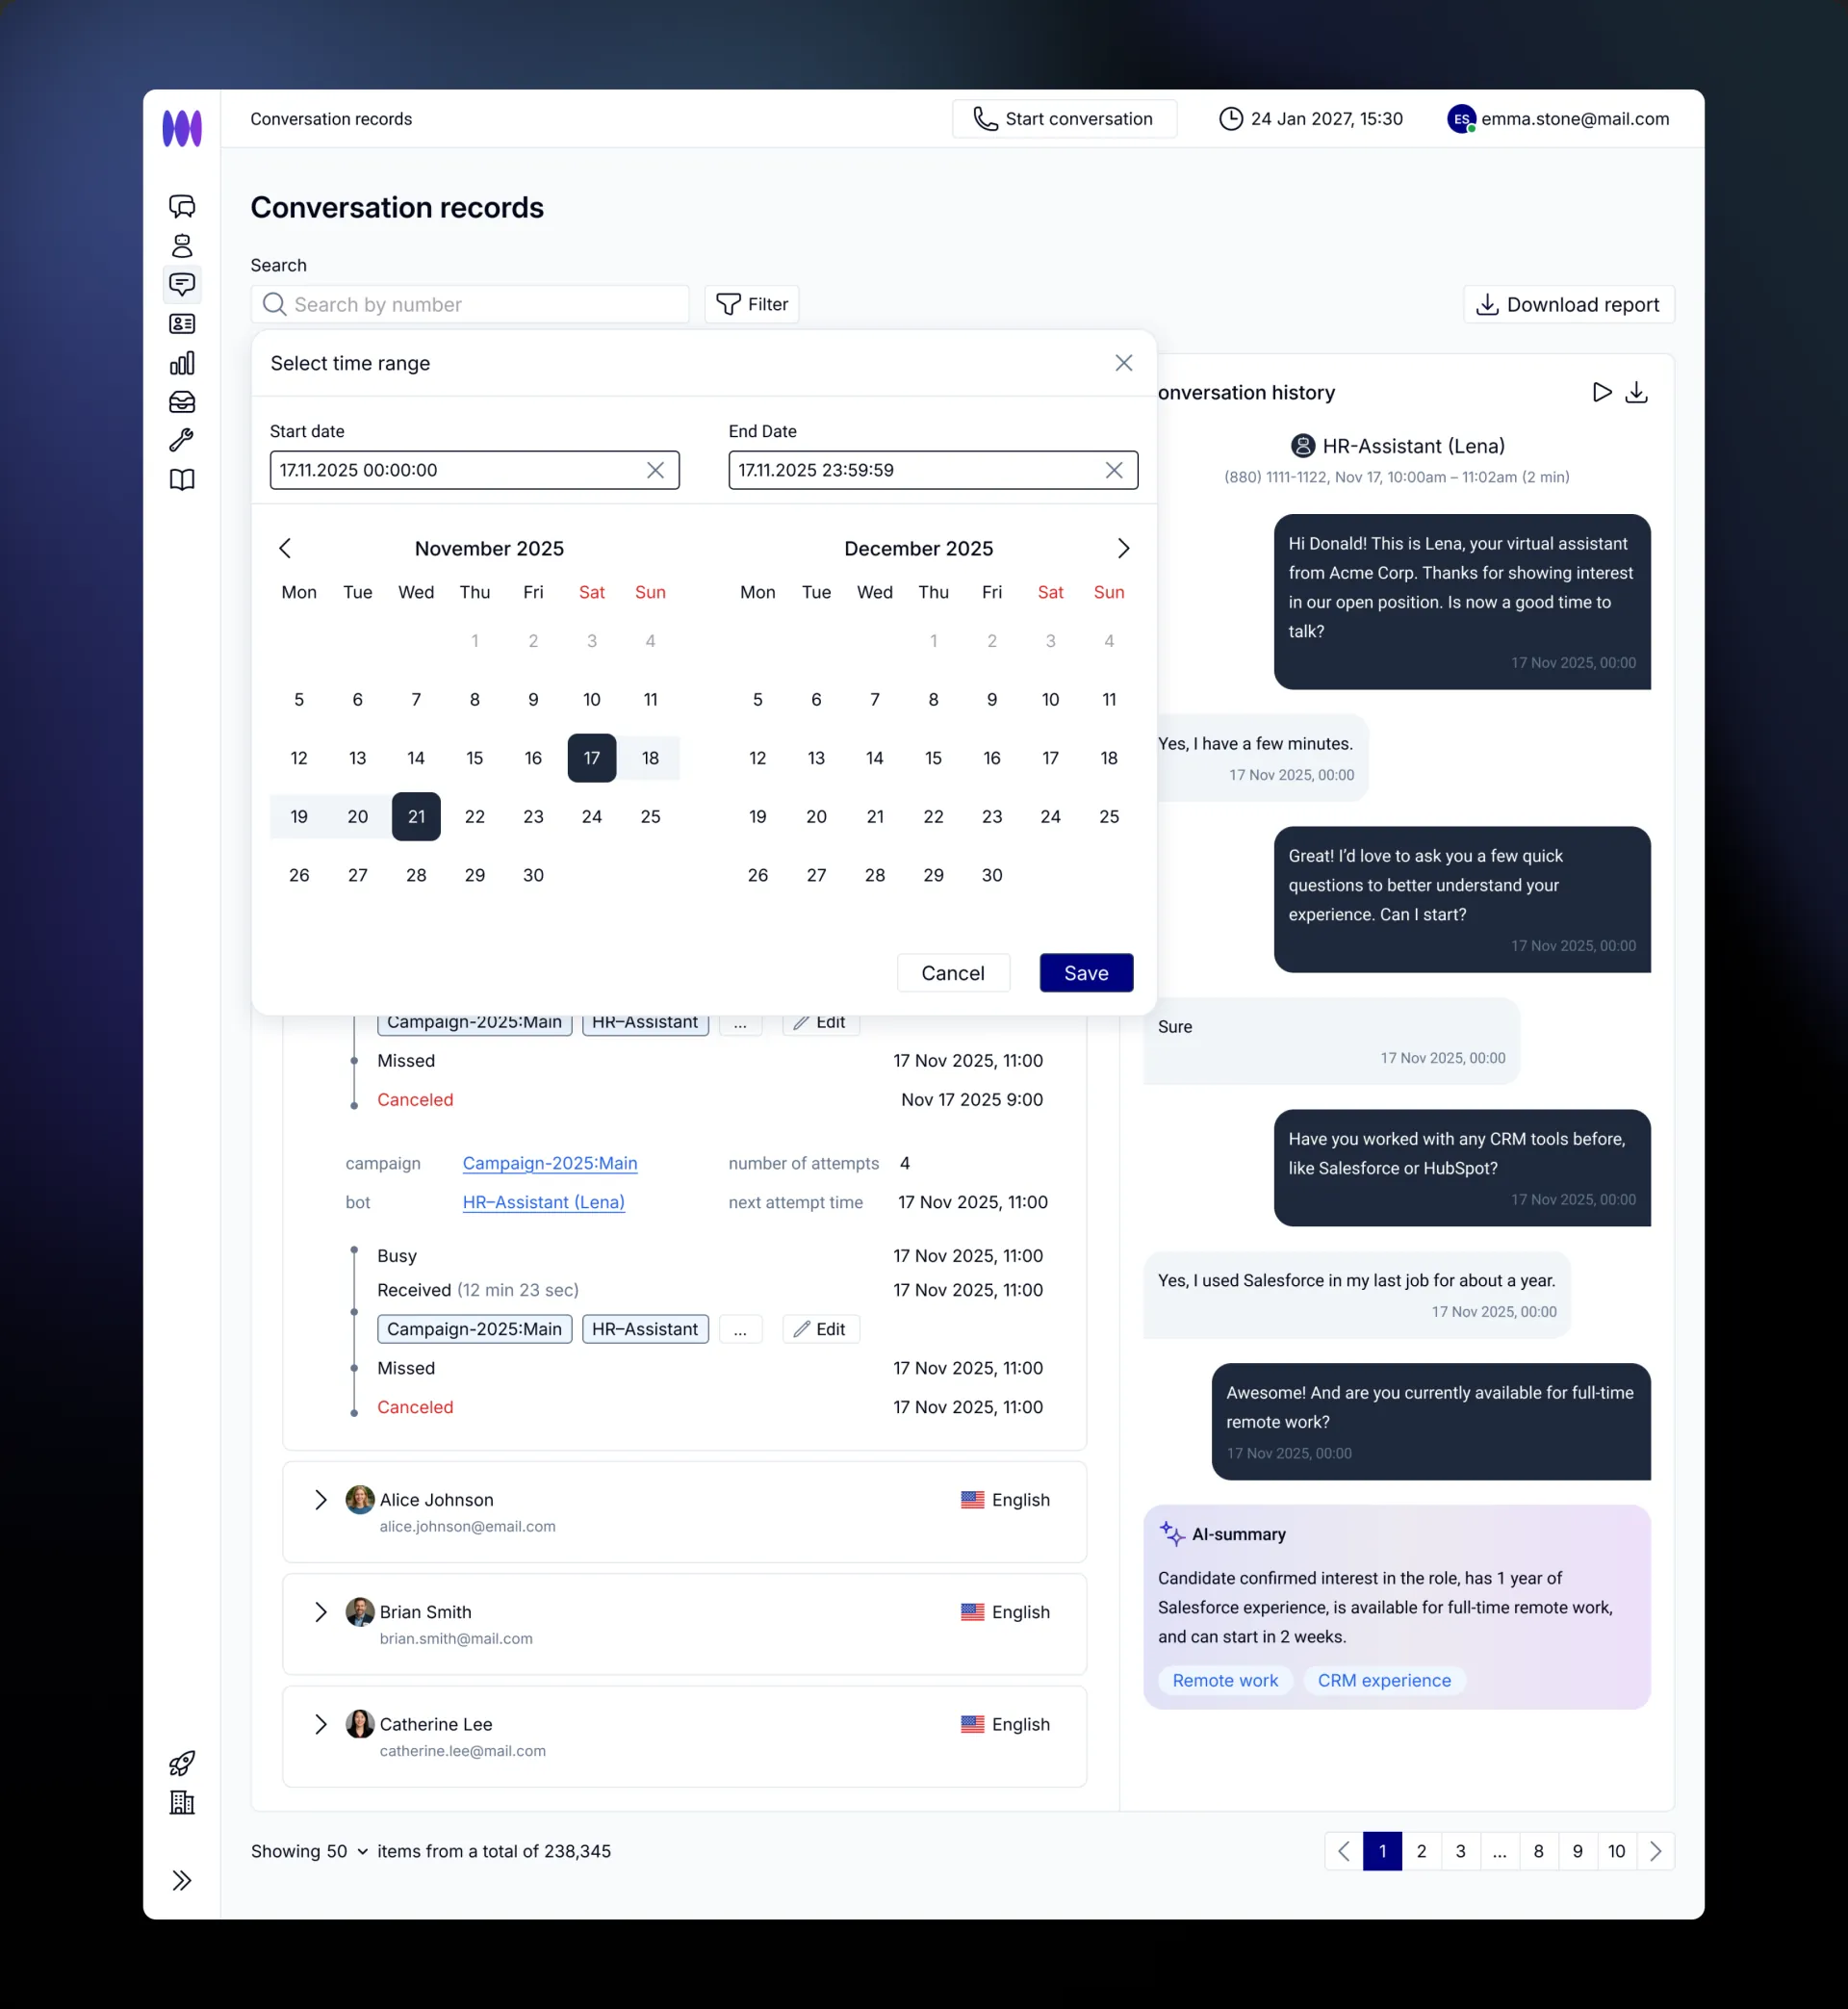 Conversation records
Start conversation
24 Jan 2027, 15:30
ES
emma.stone@mail.com
Conversation records
Search
Search by number
Filter
Download report
Select time range
Start date
End Date
17.11.2025 00:00:00
17.11.2025 23:59:59
November 2025
Mon Tue Wed Thu Fri Sat Sun
1 2 3 4
5 6 7 8 9 10 11
12 13 14 15 16 17 18
19 20 21 22 23 24 25
26 27 28 29 30
December 2025
Mon Tue Wed Thu Fri Sat Sun
1 2 3 4
5 6 7 8 9 10 11
12 13 14 15 16 17 18
19 20 21 22 23 24 25
26 27 28 29 30
Cancel
Save
Campaign-2025:Main HR–Assistant ... Edit
Missed 17 Nov 2025, 11:00
Canceled Nov 17 2025 9:00
campaign Campaign-2025:Main number of attempts 4
bot HR–Assistant (Lena) next attempt time 17 Nov 2025, 11:00
Busy 17 Nov 2025, 11:00
Received (12 min 23 sec) 17 Nov 2025, 11:00
Campaign-2025:Main HR–Assistant ... Edit
Missed 17 Nov 2025, 11:00
Canceled 17 Nov 2025, 11:00
Alice Johnson English
alice.johnson@email.com
Brian Smith English
brian.smith@mail.com
Catherine Lee English
catherine.lee@mail.com
onversation history
HR-Assistant (Lena)
(880) 1111-1122, Nov 17, 10:00am – 11:02am (2 min)
Hi Donald! This is Lena, your virtual assistant
from Acme Corp. Thanks for showing interest
in our open position. Is now a good time to
talk?
17 Nov 2025, 00:00
Yes, I have a few minutes.
17 Nov 2025, 00:00
Great! I’d love to ask you a few quick
questions to better understand your
experience. Can I start?
17 Nov 2025, 00:00
Sure
17 Nov 2025, 00:00
Have you worked with any CRM tools before,
like Salesforce or HubSpot?
17 Nov 2025, 00:00
Yes, I used Salesforce in my last job for about a year.
17 Nov 2025, 00:00
Awesome! And are you currently available for full-time
remote work?
17 Nov 2025, 00:00
AI-summary
Candidate confirmed interest in the role, has 1 year of
Salesforce experience, is available for full-time remote work,
and can start in 2 weeks.
Remote work CRM experience
Showing 50 items from a total of 238,345
1 2 3 ... 8 9 10